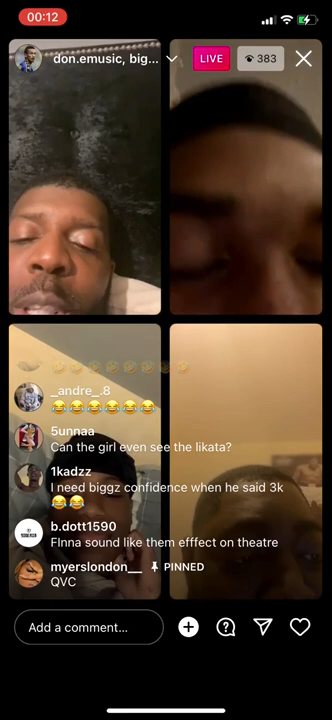 00:12
don.emusic, big...
LIVE
383
🤣🤣🤣🤣🤣🤣🤣🤣
_andre_.8
😂😂😂😂😂😂
5unnaa
Can the girl even see the likata?
1kadzz
I need biggz confidence when he said 3k
😂😂
b.dott1590
FInna sound like them efffect on theatre
myerslondon__ PINNED
QVC
Add a comment...